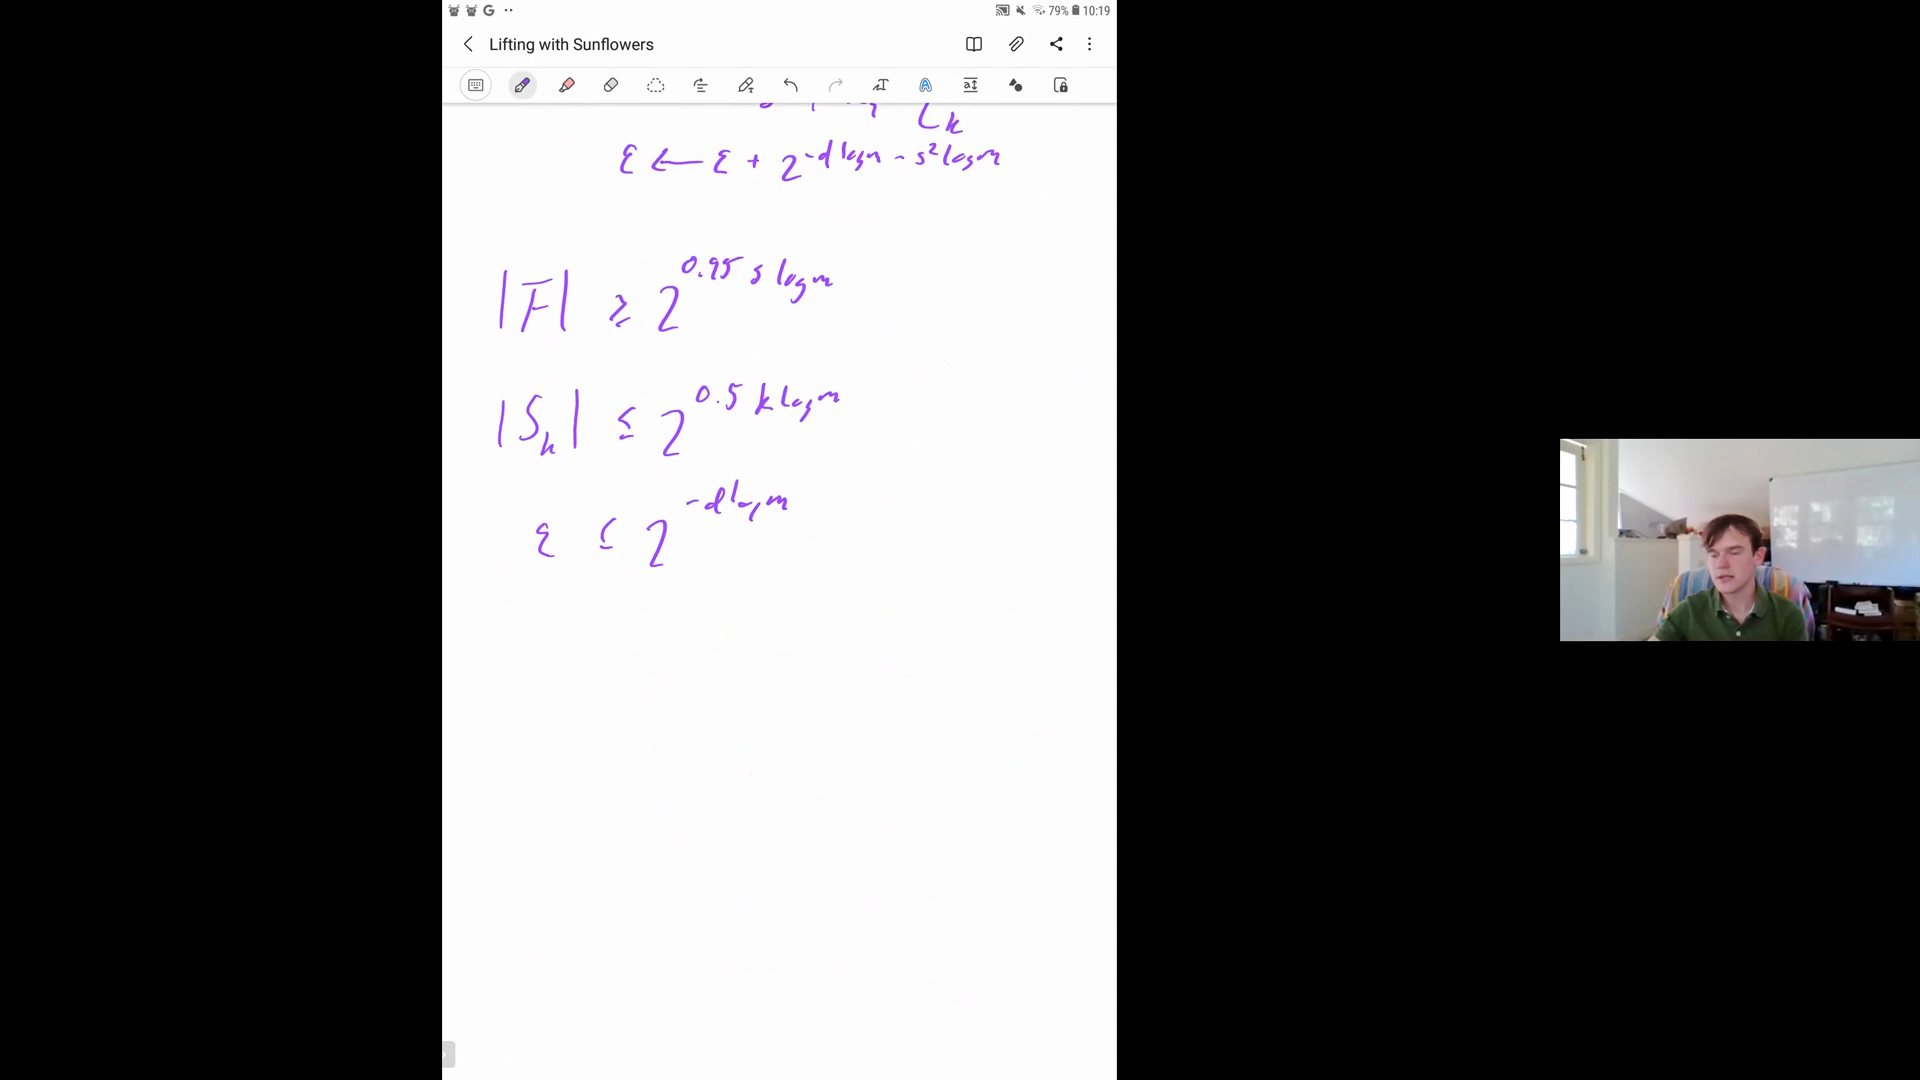 G 79% 10:19
Lifting with Sunflowers
L_k
ε ← ε + 2^{-d log m - s² log m}
|F| ≥ 2^{0.95 s log m}
|S_k| ≤ 2^{0.5 k log m}
ε ≤ 2^{-d log m}